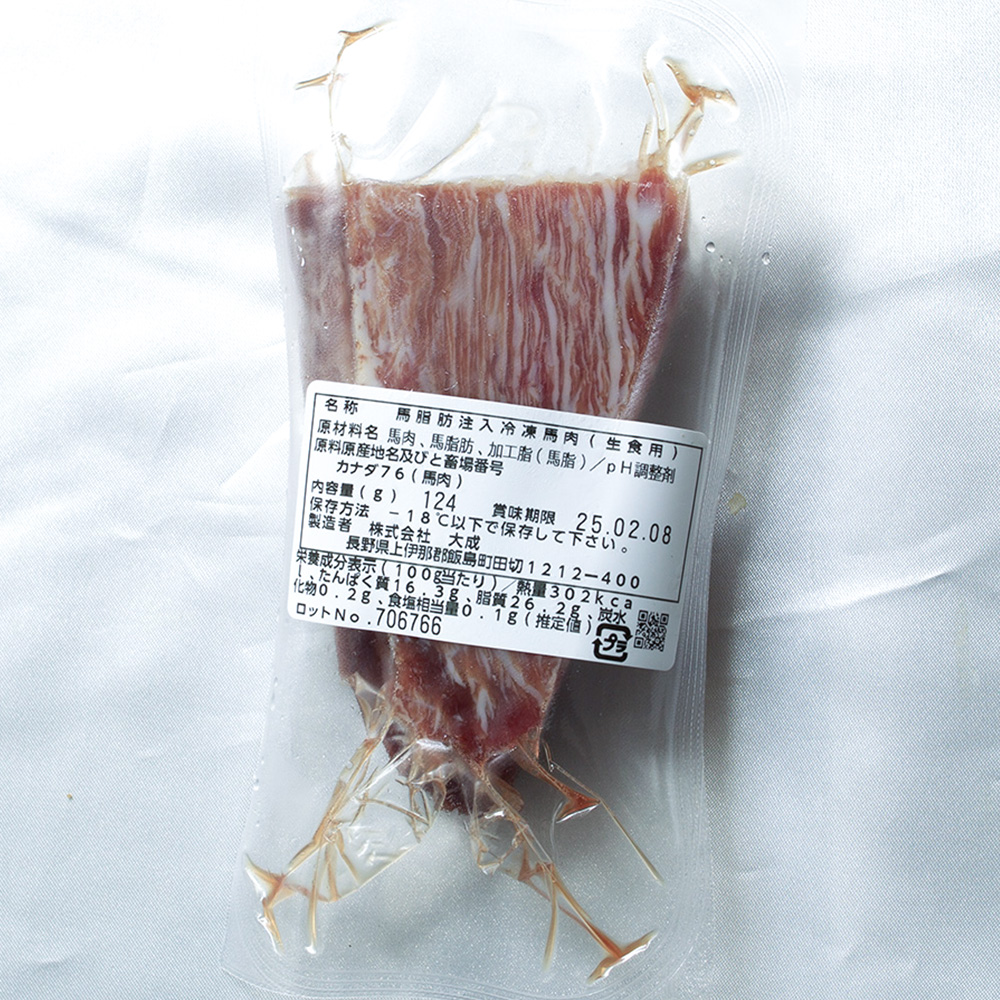 名称 馬脂肪注入冷凍馬肉(生食用)
原材料名 馬肉、馬脂肪、加工脂(馬脂)/pH調整剤
原料原産地名及びと畜場番号
カナダ76(馬肉)
内容量(g) 124 賞味期限 25.02.08
保存方法 -18℃以下で保存して下さい。
製造者 株式会社 大成
長野県上伊那郡飯島町田切1212-400
栄養成分表示(100g当たり)/熱量302kca
l、たんぱく質16.3g、脂質26.2g、炭水
化物0.2g、食塩相当量0.1g(推定値)
ロットNo.706766
プラ